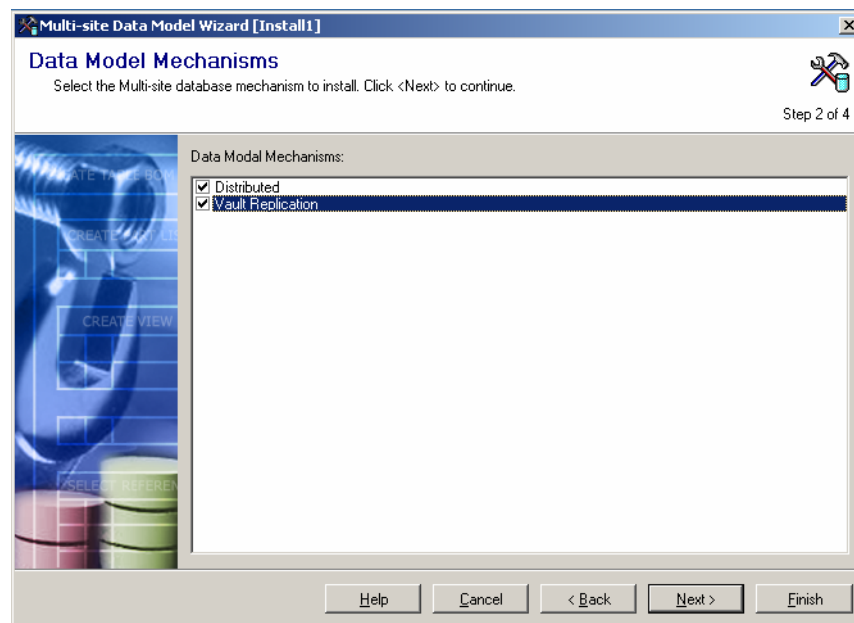 Multi-site Data Model Wizard [Install1]
Data Model Mechanisms
Select the Multi-site database mechanism to install. Click <Next> to continue.
Step 2 of 4
Data Modal Mechanisms:
Distributed
Vault Replication
CREATE VIEW
Help
Cancel
< Back
Next >
Finish